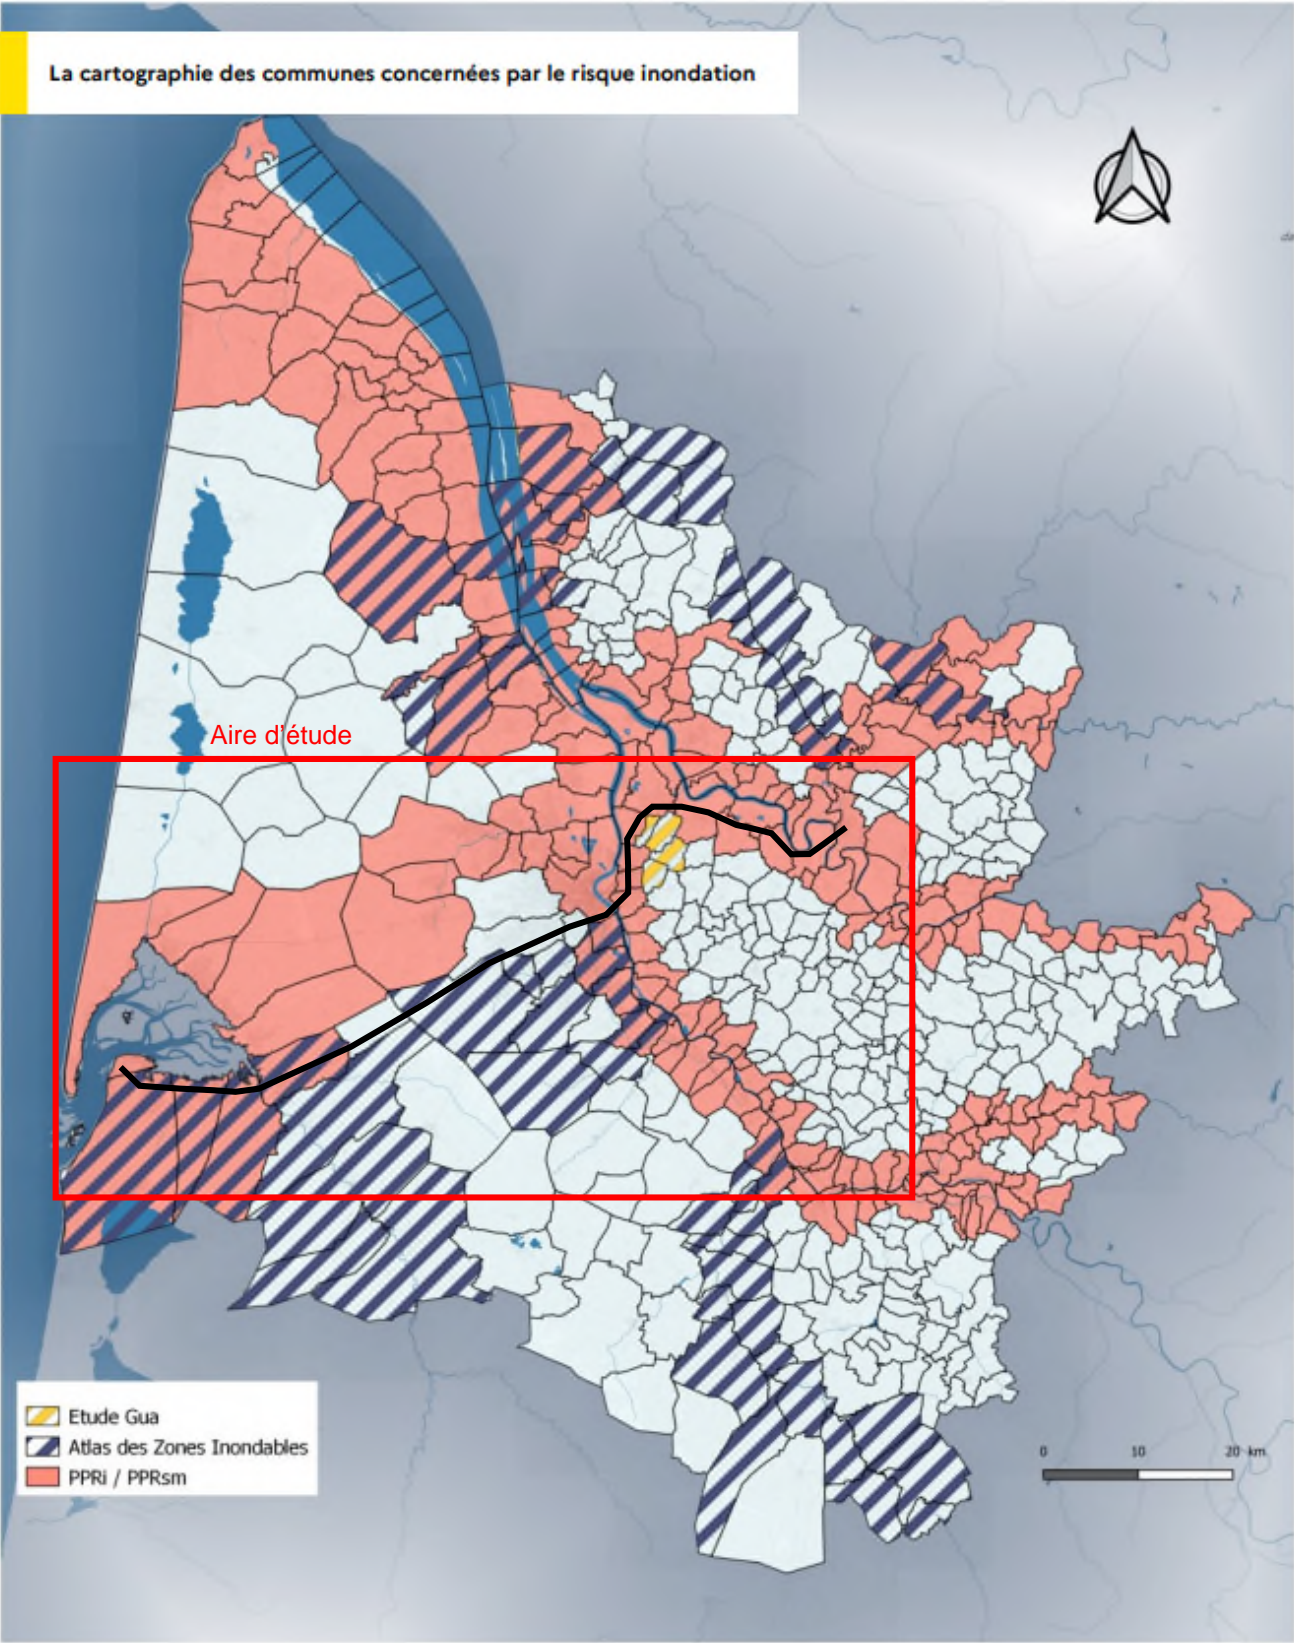 La cartographie des communes concernées par le risque inondation
Aire d'étude
Etude Gua
Atlas des Zones Inondables
PPRi / PPRsm
0 10 20 km